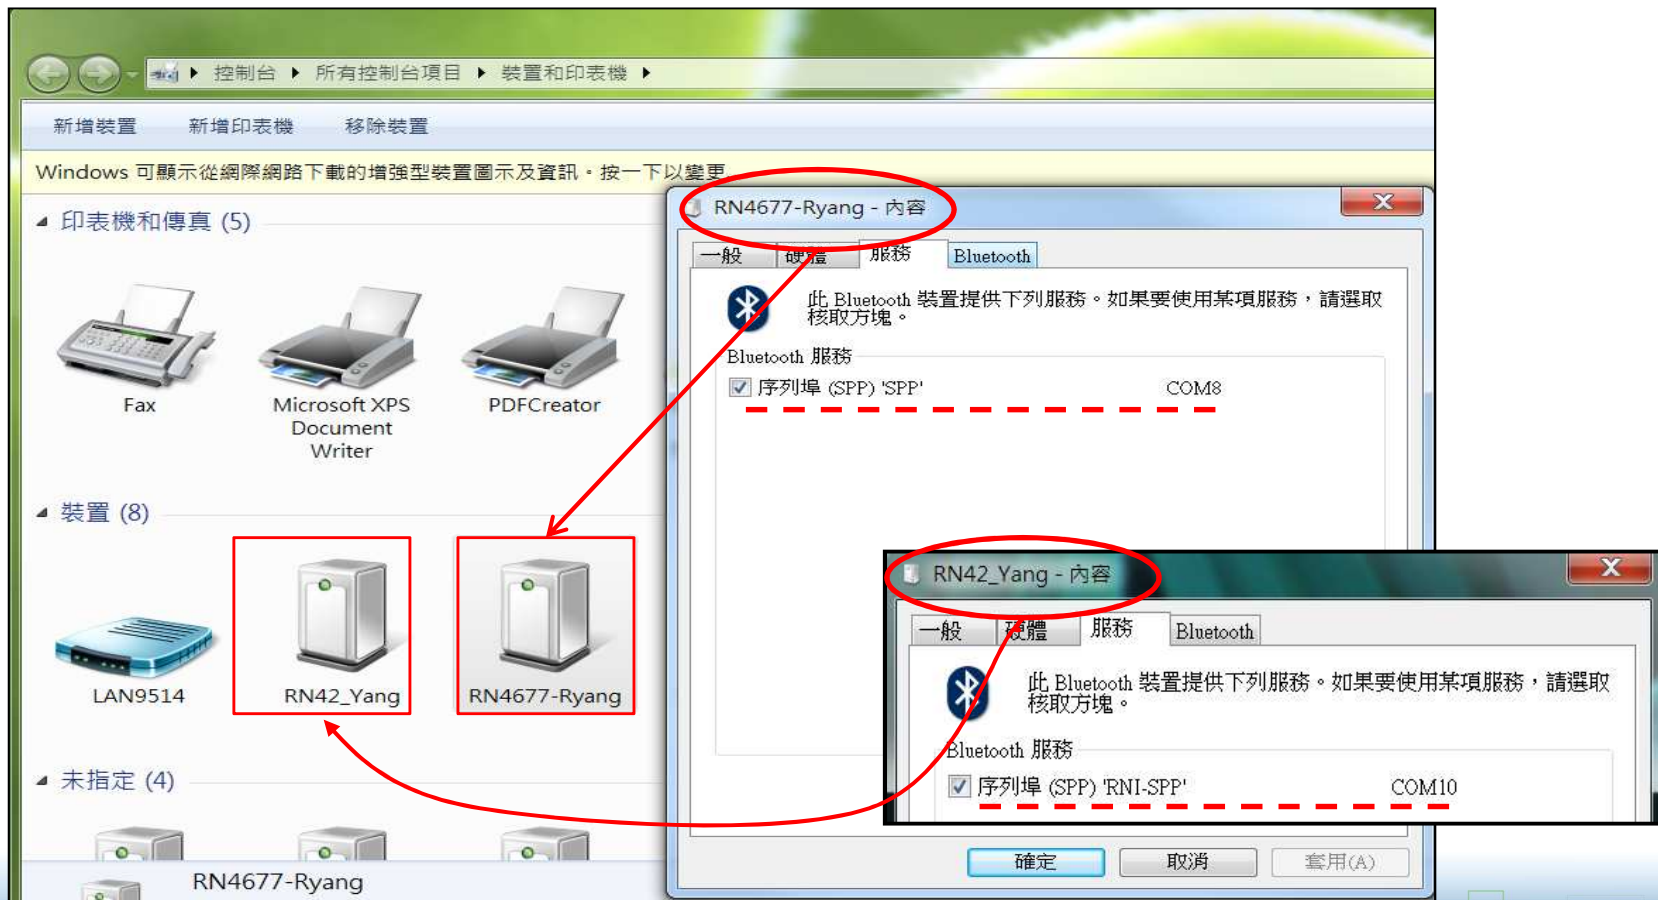 控制台 ▶ 所有控制台項目 ▶ 裝置和印表機 ▶
新增裝置 新增印表機 移除裝置
Windows 可顯示從網際網路下載的增強型裝置圖示及資訊。按一下以變更...
印表機和傳真 (5)
Fax
Microsoft XPS
Document
Writer
PDFCreator
裝置 (8)
LAN9514
RN42_Yang
RN4677-Ryang
未指定 (4)
RN4677-Ryang
RN4677-Ryang - 內容
一般 硬體 服務 Bluetooth
此 Bluetooth 裝置提供下列服務。如果要使用某項服務，請選取
核取方塊。
Bluetooth 服務
序列埠 (SPP) 'SPP' COM8
確定 取消 套用(A)
RN42_Yang - 內容
一般 硬體 服務 Bluetooth
此 Bluetooth 裝置提供下列服務。如果要使用某項服務，請選取
核取方塊。
Bluetooth 服務
序列埠 (SPP) 'RNI-SPP' COM10